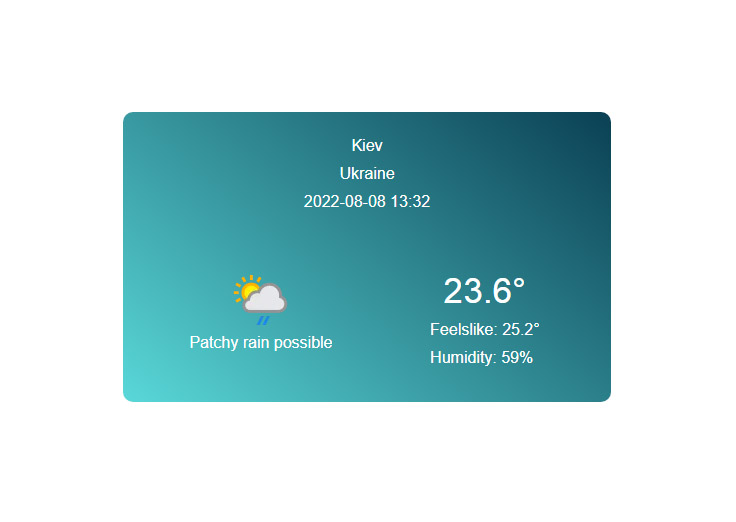 Kiev
Ukraine
2022-08-08 13:32
Patchy rain possible
23.6°
Feelslike: 25.2°
Humidity: 59%